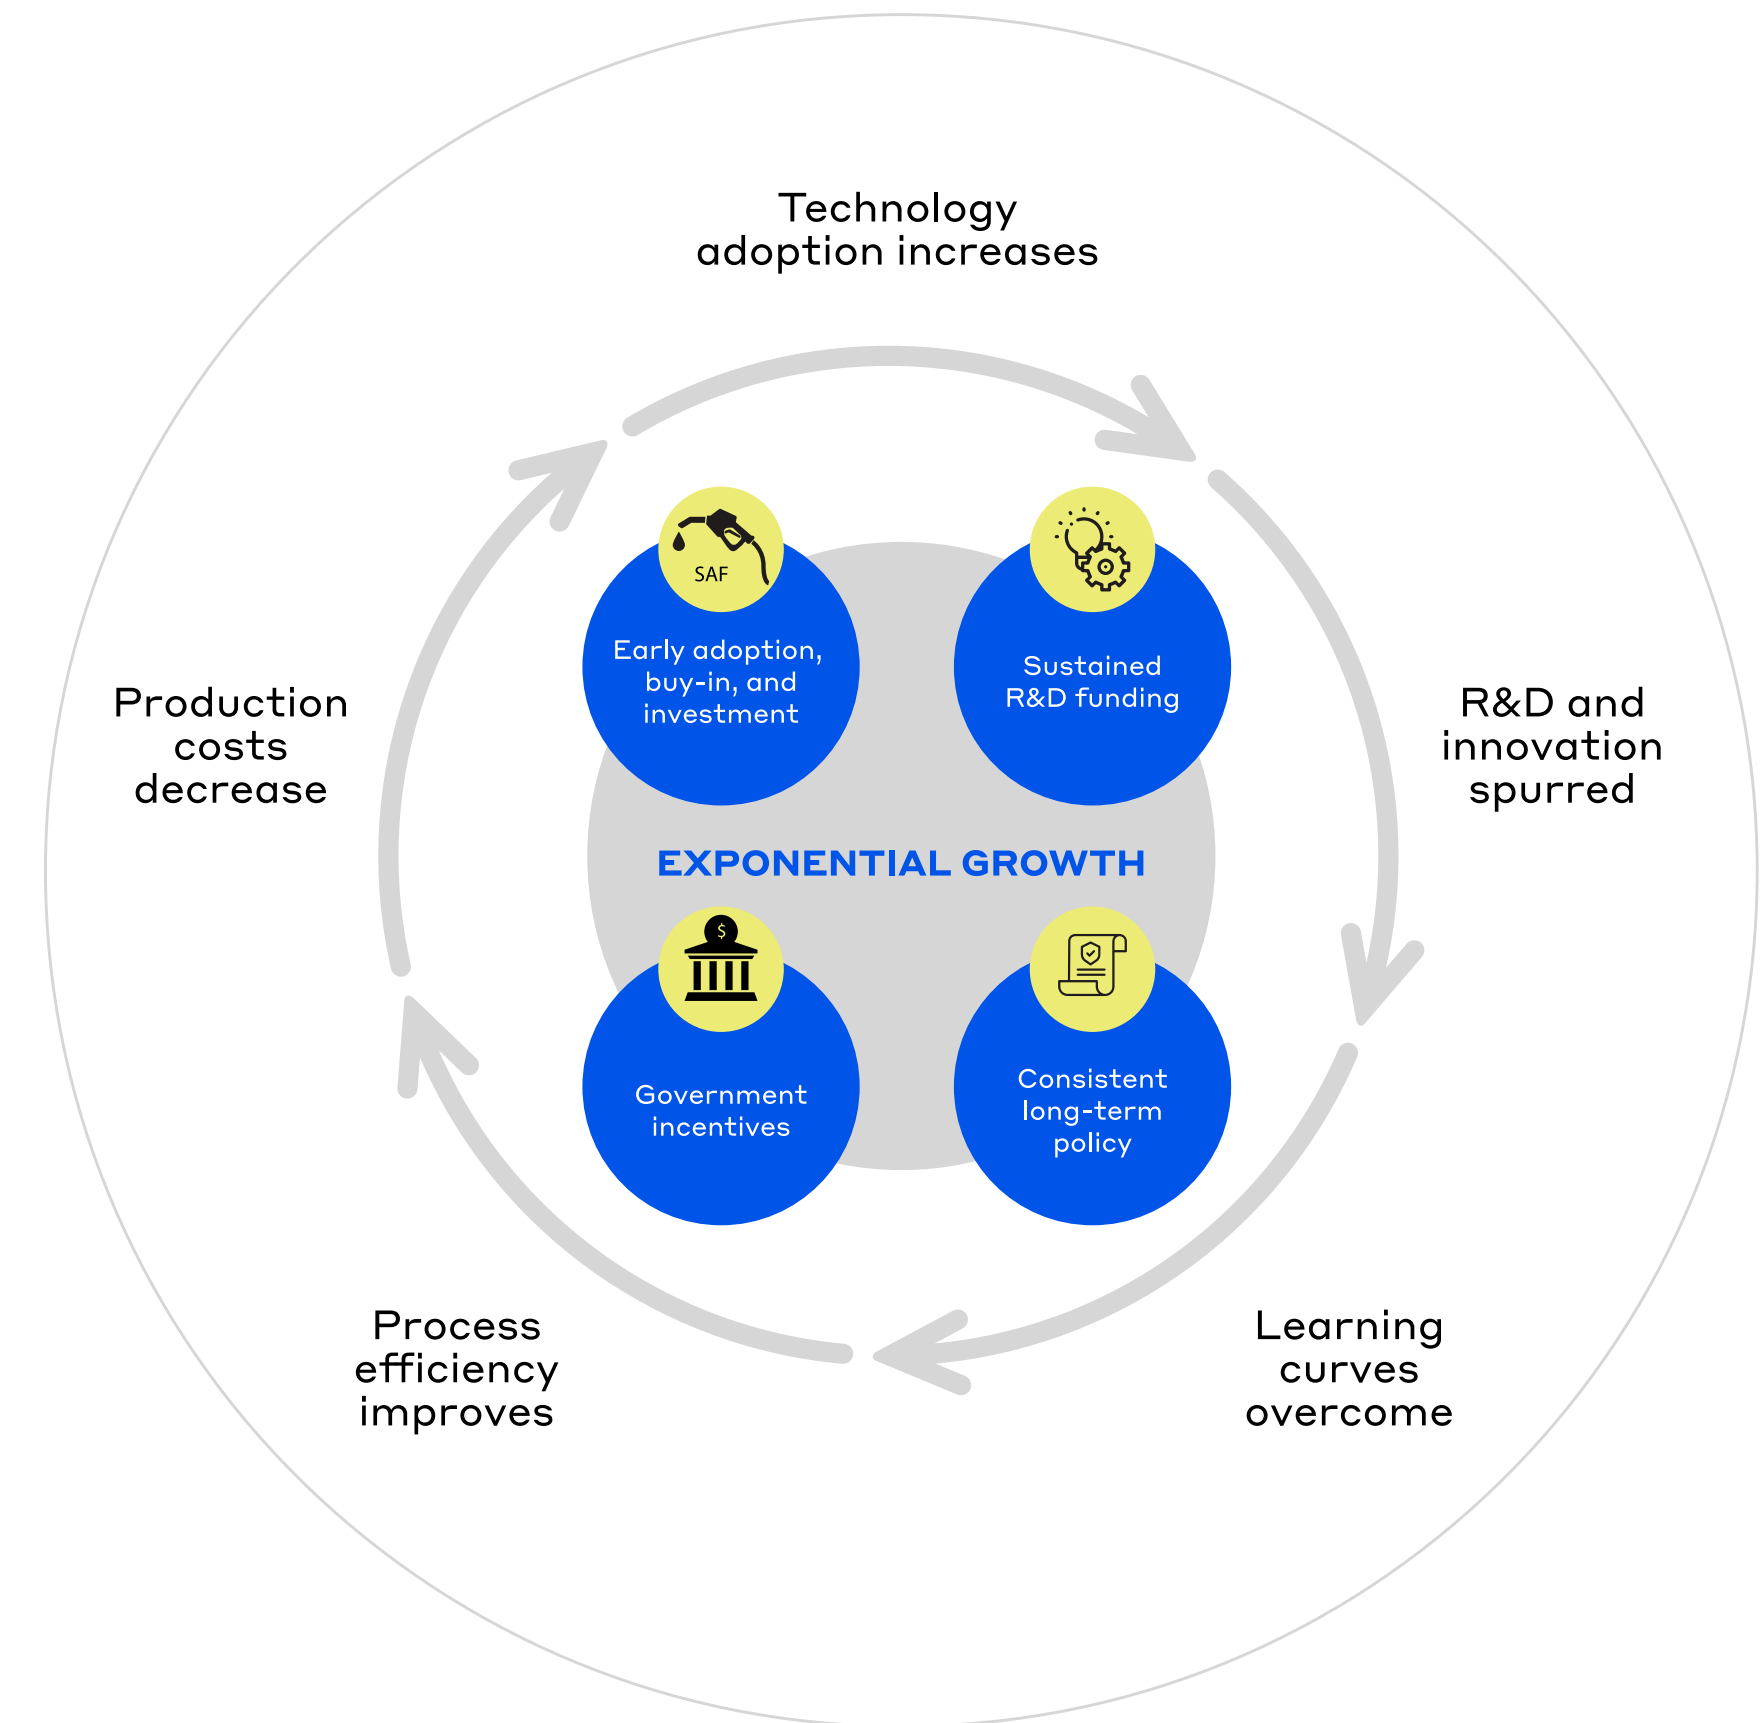 Technology
adoption increases
SAF
Early adoption,
buy-in, and
investment
Sustained
R&D funding
Production
costs
decrease
R&D and
innovation
spurred
EXPONENTIAL GROWTH
$
Government
incentives
Consistent
long-term
policy
Process
efficiency
improves
Learning
curves
overcome